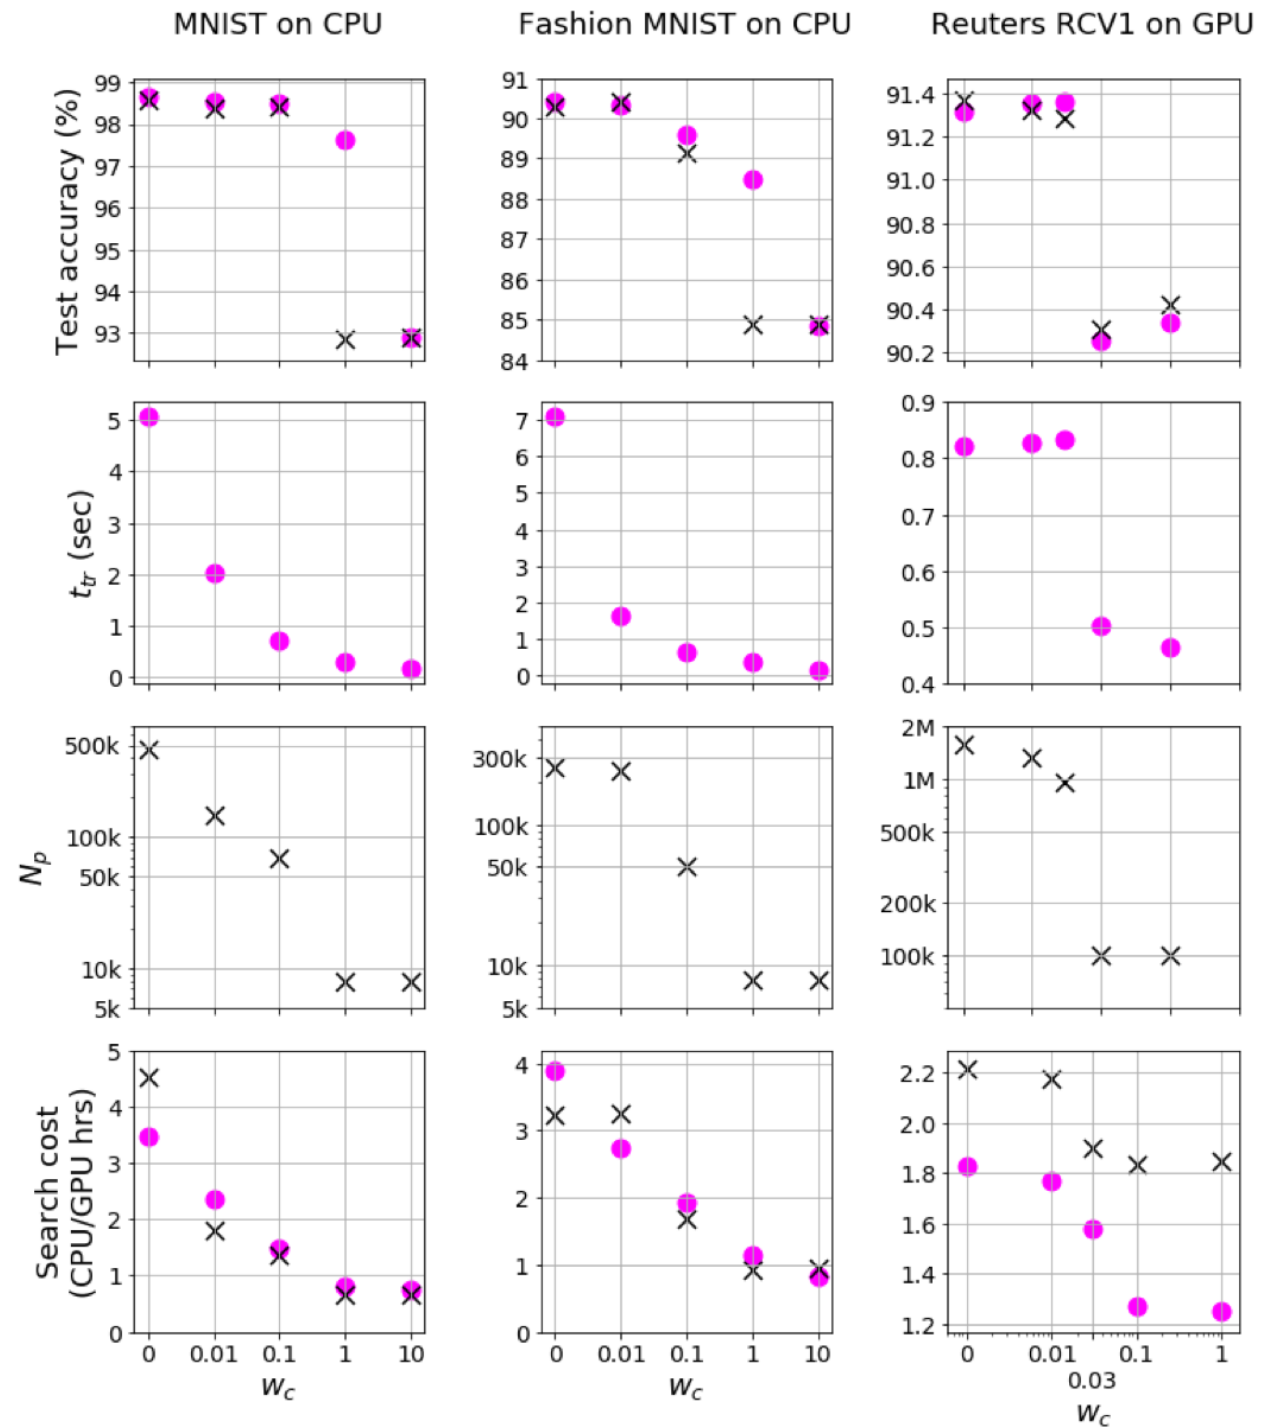 MNIST on CPU
Fashion MNIST on CPU
Reuters RCV1 on GPU
Test accuracy (%)
99
98
97
96
95
94
93
91
90
89
88
87
86
85
84
91.4
91.2
91.0
90.8
90.6
90.4
90.2
t_tr (sec)
5
4
3
2
1
0
7
6
5
4
3
2
1
0
0.9
0.8
0.7
0.6
0.5
0.4
N_p
500k
100k
50k
10k
5k
300k
100k
50k
10k
5k
2M
1M
500k
200k
100k
Search cost
(CPU/GPU hrs)
5
4
3
2
1
0
4
3
2
1
0
2.2
2.0
1.8
1.6
1.4
1.2
0 0.01 0.1 1 10
w_c
0 0.01 0.1 1 10
w_c
0 0.01 0.1 1
0.03
w_c